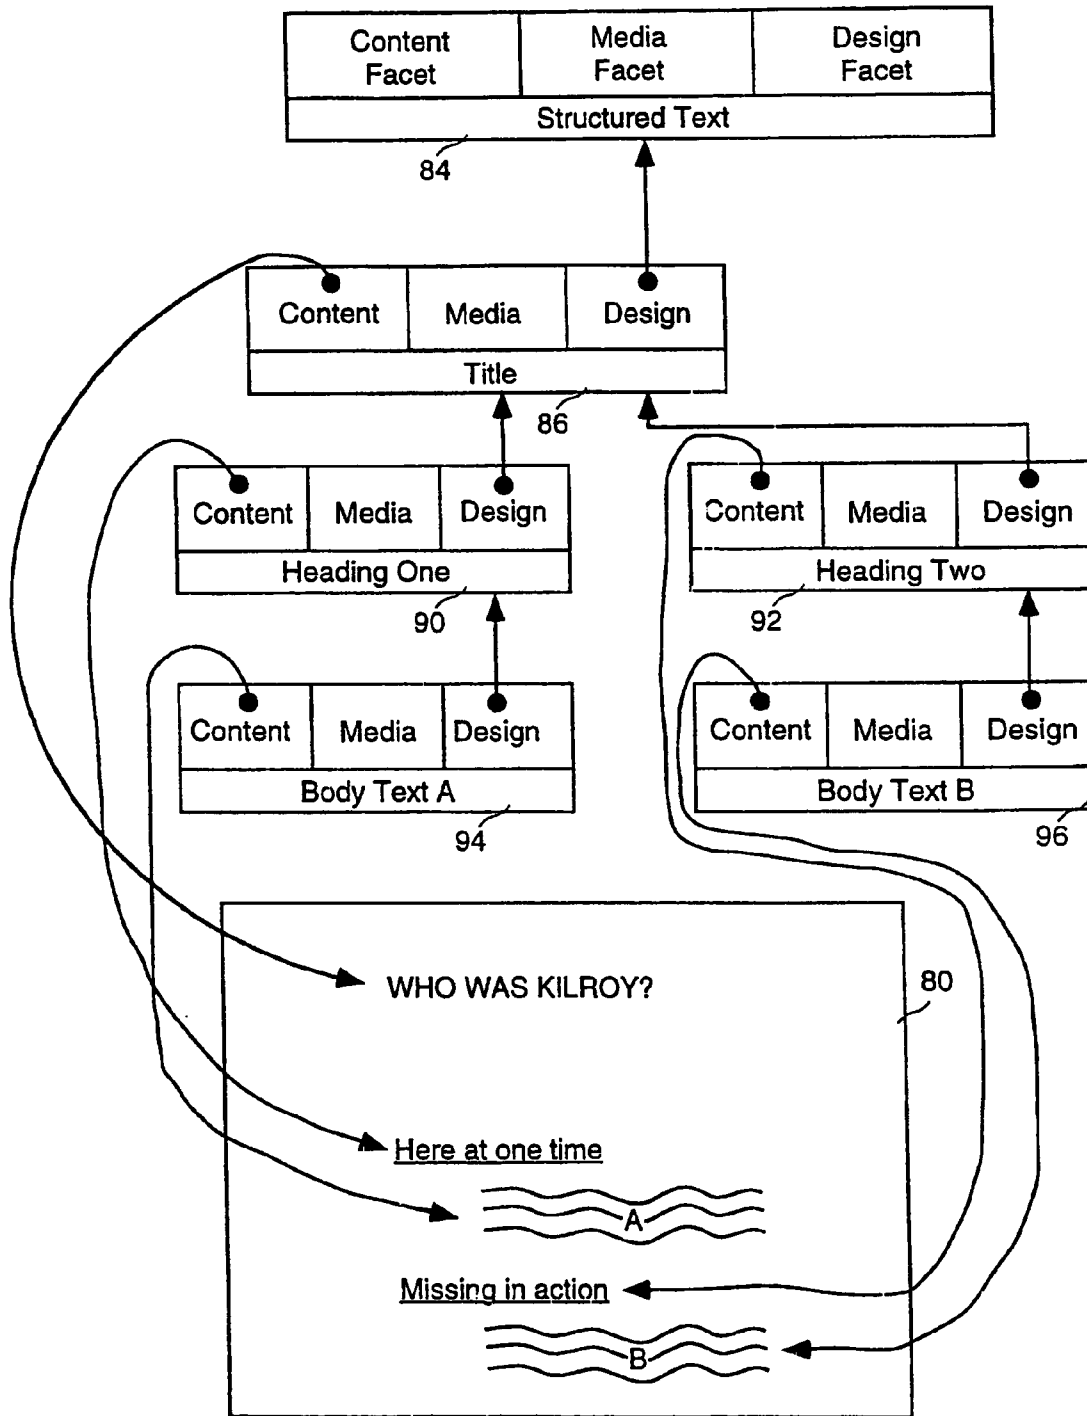 Content Facet
Media Facet
Design Facet
Structured Text
84
Content
Media
Design
Title
86
Content
Media
Design
Heading One
90
Content
Media
Design
Heading Two
92
Content
Media
Design
Body Text A
94
Content
Media
Design
Body Text B
96
80
WHO WAS KILROY?
Here at one time
A
Missing in action
B